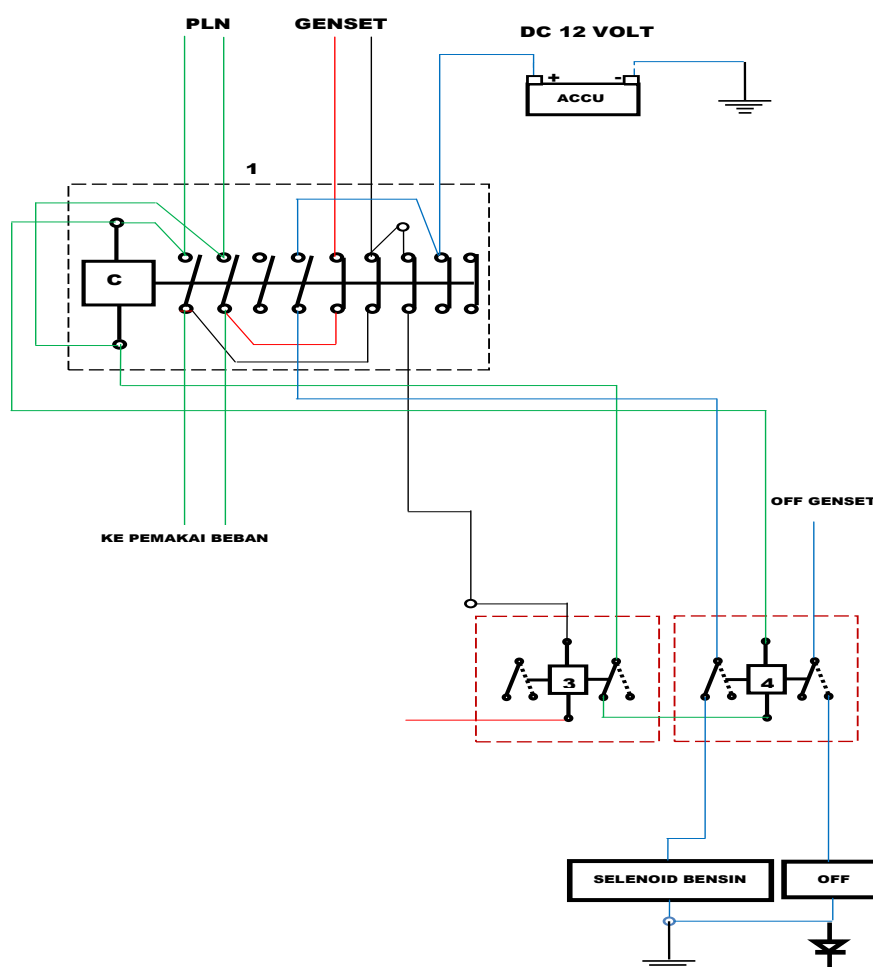 PLN GENSET DC 12 VOLT
+ -
ACCU
1
C
OFF GENSET
KE PEMAKAI BEBAN
3 4
SELENOID BENSIN OFF